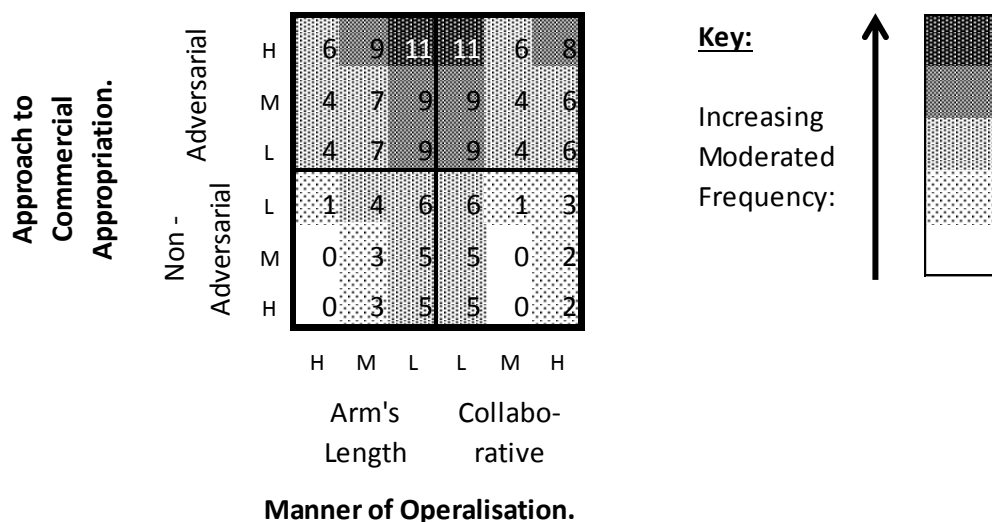 Approach to
Commercial
Appropriation.
Adversarial
Non -
Adversarial
H 6 9 11 11 6 8
M 4 7 9 9 4 6
L 4 7 9 9 4 6
L 1 4 6 6 1 3
M 0 3 5 5 0 2
H 0 3 5 5 0 2
H M L L M H
Arm's Collabo-
Length rative
Manner of Operalisation.
Key:
Increasing
Moderated
Frequency: